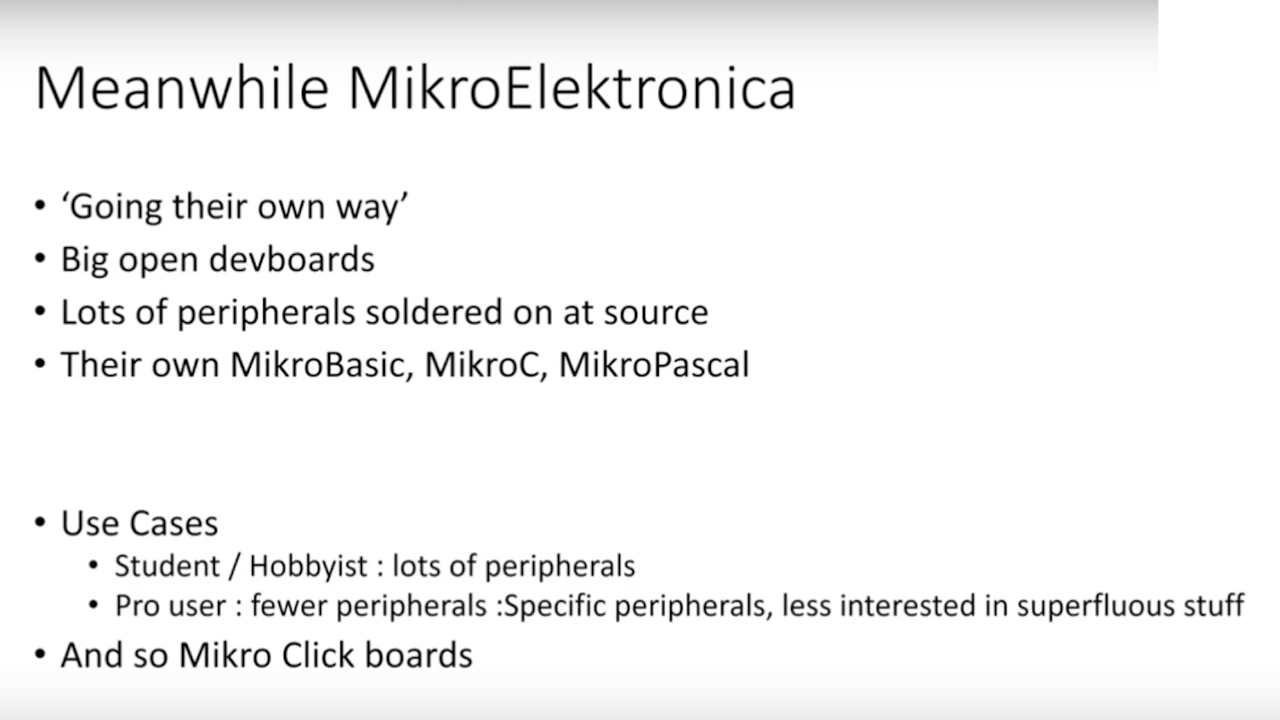 Meanwhile MikroElektronica
• ‘Going their own way’
• Big open devboards
• Lots of peripherals soldered on at source
• Their own MikroBasic, MikroC, MikroPascal
• Use Cases
• Student / Hobbyist : lots of peripherals
• Pro user : fewer peripherals :Specific peripherals, less interested in superfluous stuff
• And so Mikro Click boards